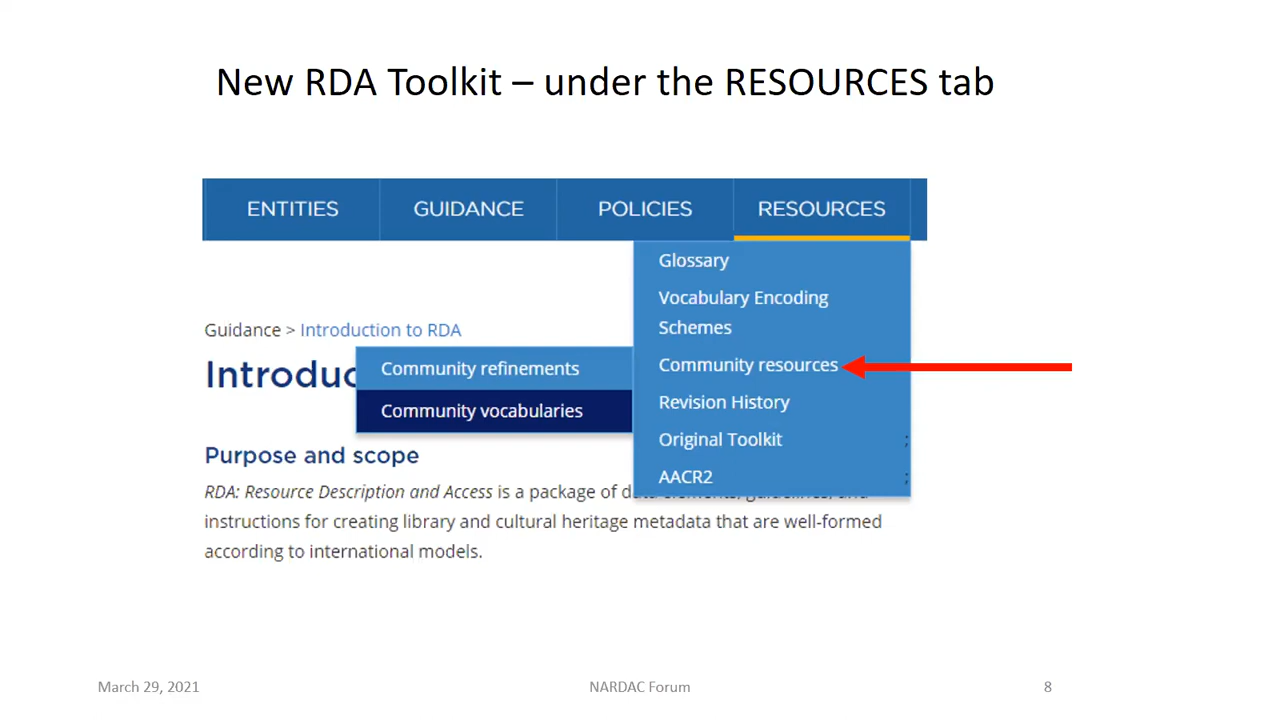 New RDA Toolkit – under the RESOURCES tab
ENTITIES
GUIDANCE
POLICIES
RESOURCES
Glossary
Vocabulary Encoding
Schemes
Community resources
Revision History
Original Toolkit
AACR2
Community refinements
Community vocabularies
Guidance > Introduction to RDA
Introduc
Purpose and scope
RDA: Resource Description and Access is a package of
instructions for creating library and cultural heritage metadata that are well-formed
according to international models.
March 29, 2021
NARDAC Forum
8